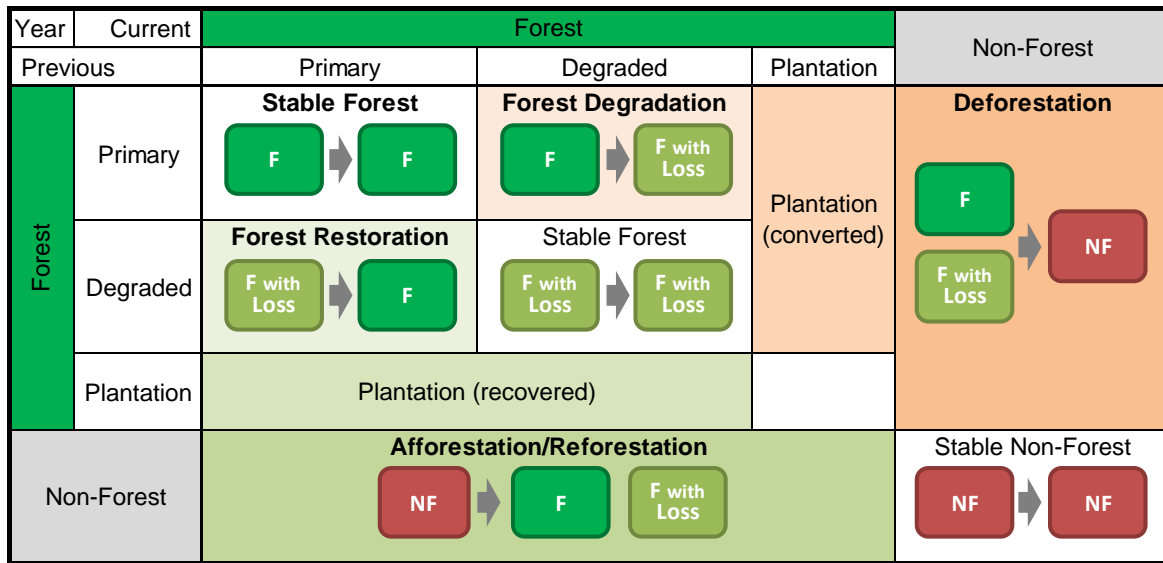 Year Current Forest Non-Forest
Previous Primary Degraded Plantation
Forest
Primary
Stable Forest
F F
Forest Degradation
F F with
Loss
Plantation
(converted)
Deforestation
F
F with
Loss
NF
Degraded
Forest Restoration
F with
Loss
F
Stable Forest
F with
Loss
F with
Loss
Plantation
Plantation (recovered)
Non-Forest
Afforestation/Reforestation
NF F F with
Loss
Stable Non-Forest
NF NF